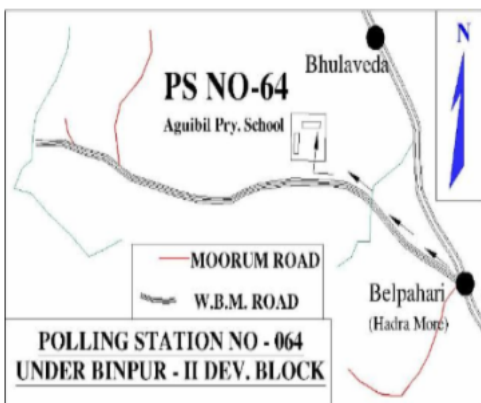 N
Bhulaveda
PS NO-64
Aguibil Pry. School
MOORUM ROAD
W.B.M. ROAD
Belpahari
(Hadra More)
POLLING STATION NO - 064
UNDER BINPUR - II DEV. BLOCK